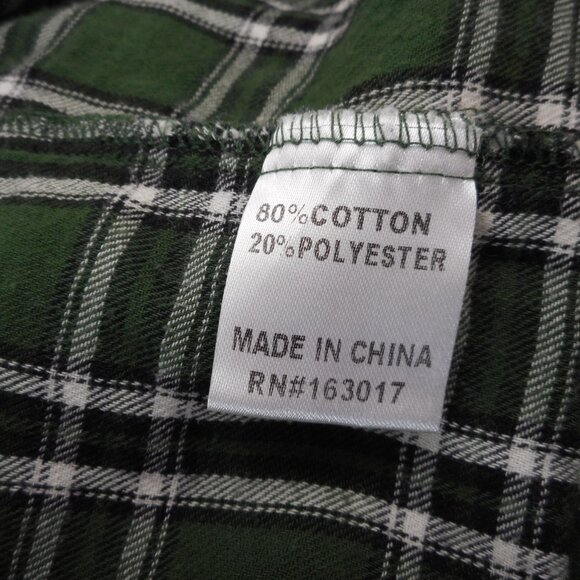 80%COTTON
20%POLYESTER
MADE IN CHINA
RN#163017